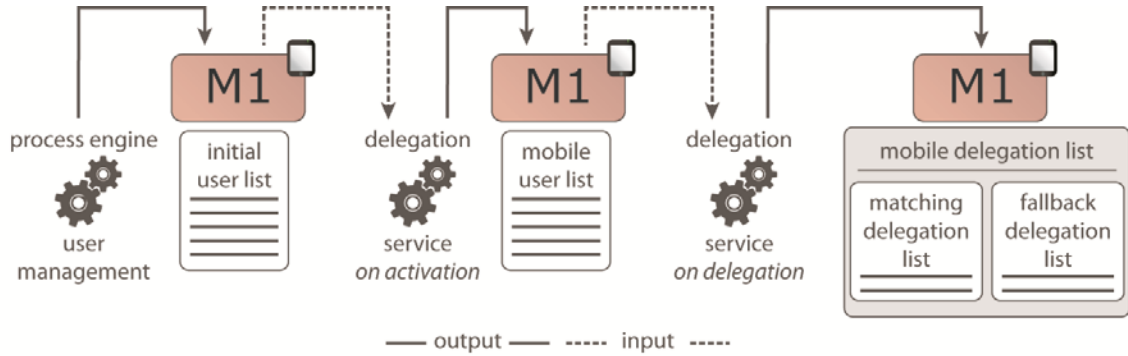 M1
M1
M1
process engine
user
management
initial
user list
delegation
service
on activation
mobile
user list
delegation
service
on delegation
mobile delegation list
matching
delegation
list
fallback
delegation
list
output
input